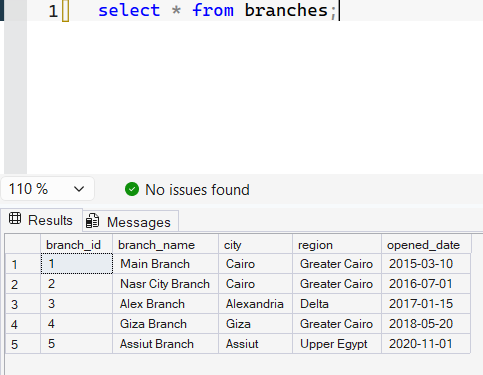 1 select * from branches;
110 %
No issues found
Results Messages
branch_id branch_name city region opened_date
1 1 Main Branch Cairo Greater Cairo 2015-03-10
2 2 Nasr City Branch Cairo Greater Cairo 2016-07-01
3 3 Alex Branch Alexandria Delta 2017-01-15
4 4 Giza Branch Giza Greater Cairo 2018-05-20
5 5 Assiut Branch Assiut Upper Egypt 2020-11-01